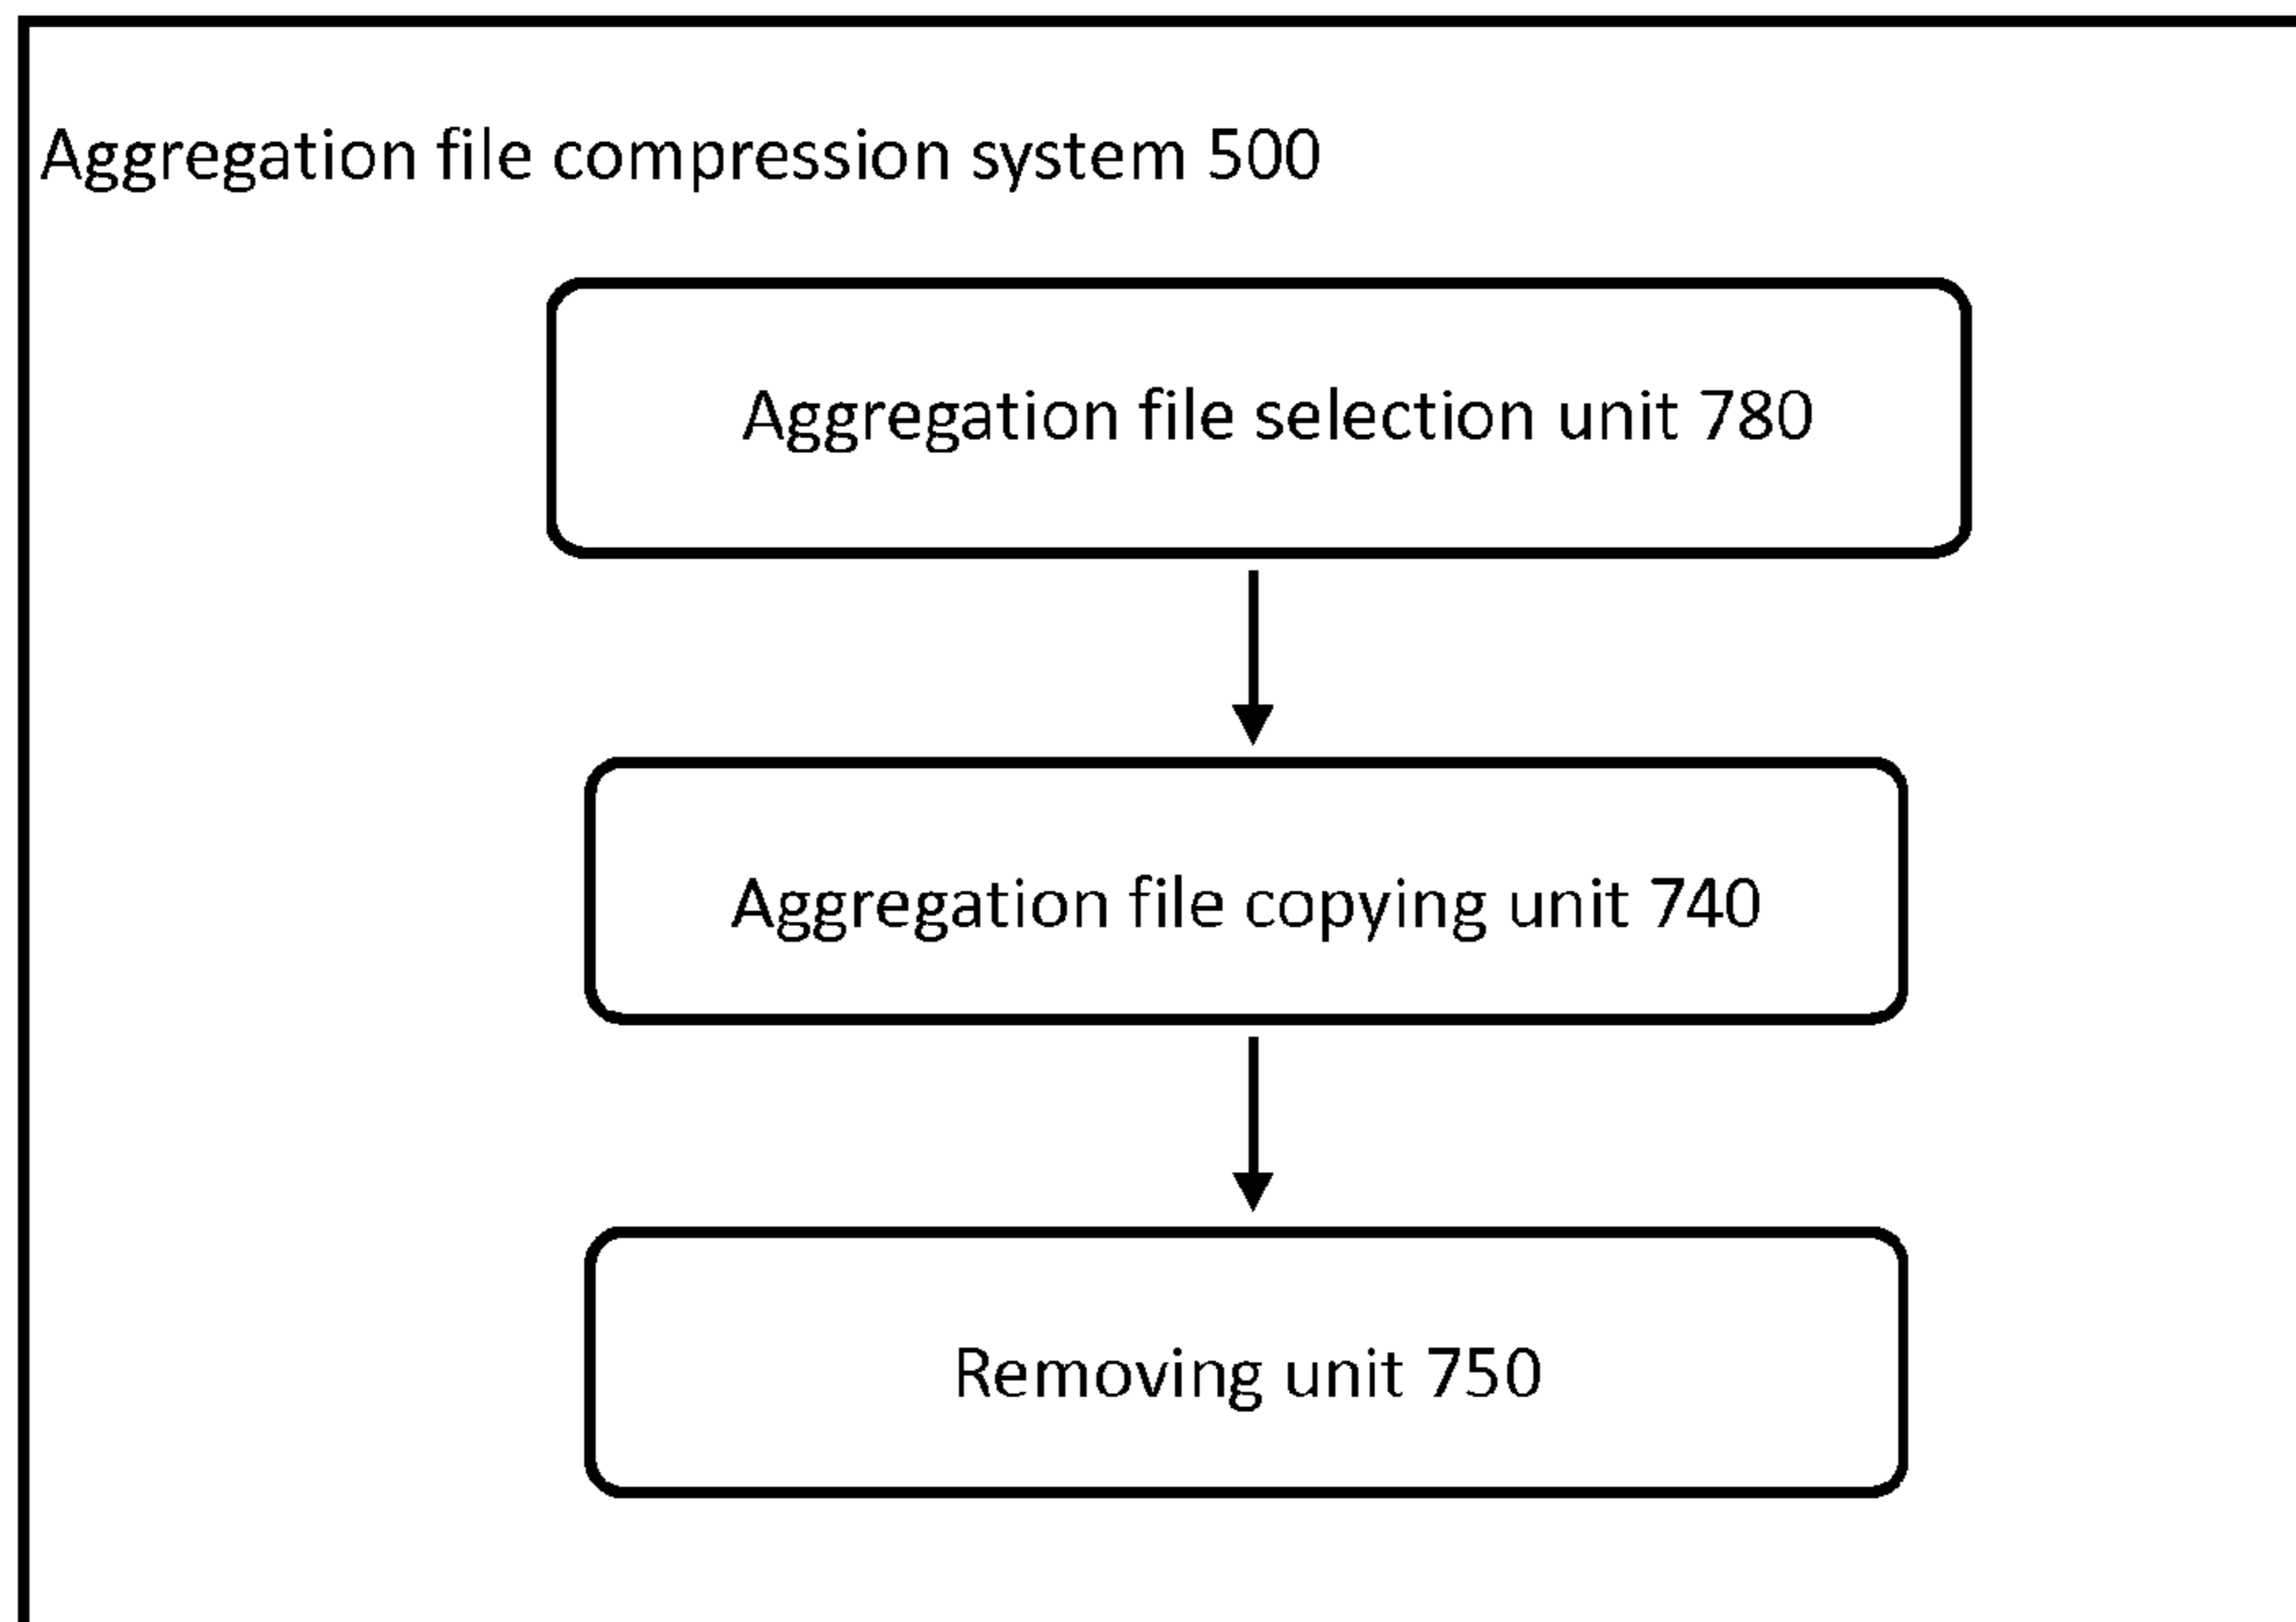 Aggregation file compression system 500
Aggregation file selection unit 780
Aggregation file copying unit 740
Removing unit 750